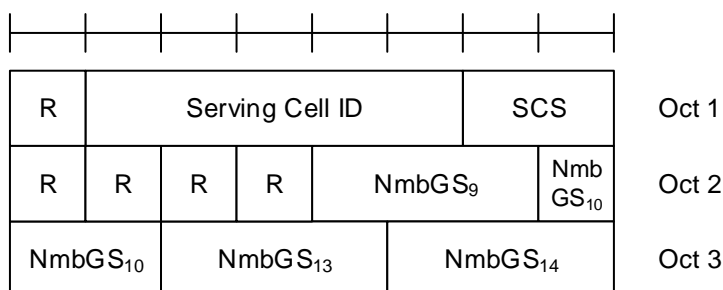 R Serving Cell ID SCS Oct 1
R R R R NmbGS₉ Nmb GS₁₀ Oct 2
NmbGS₁₀ NmbGS₁₃ NmbGS₁₄ Oct 3